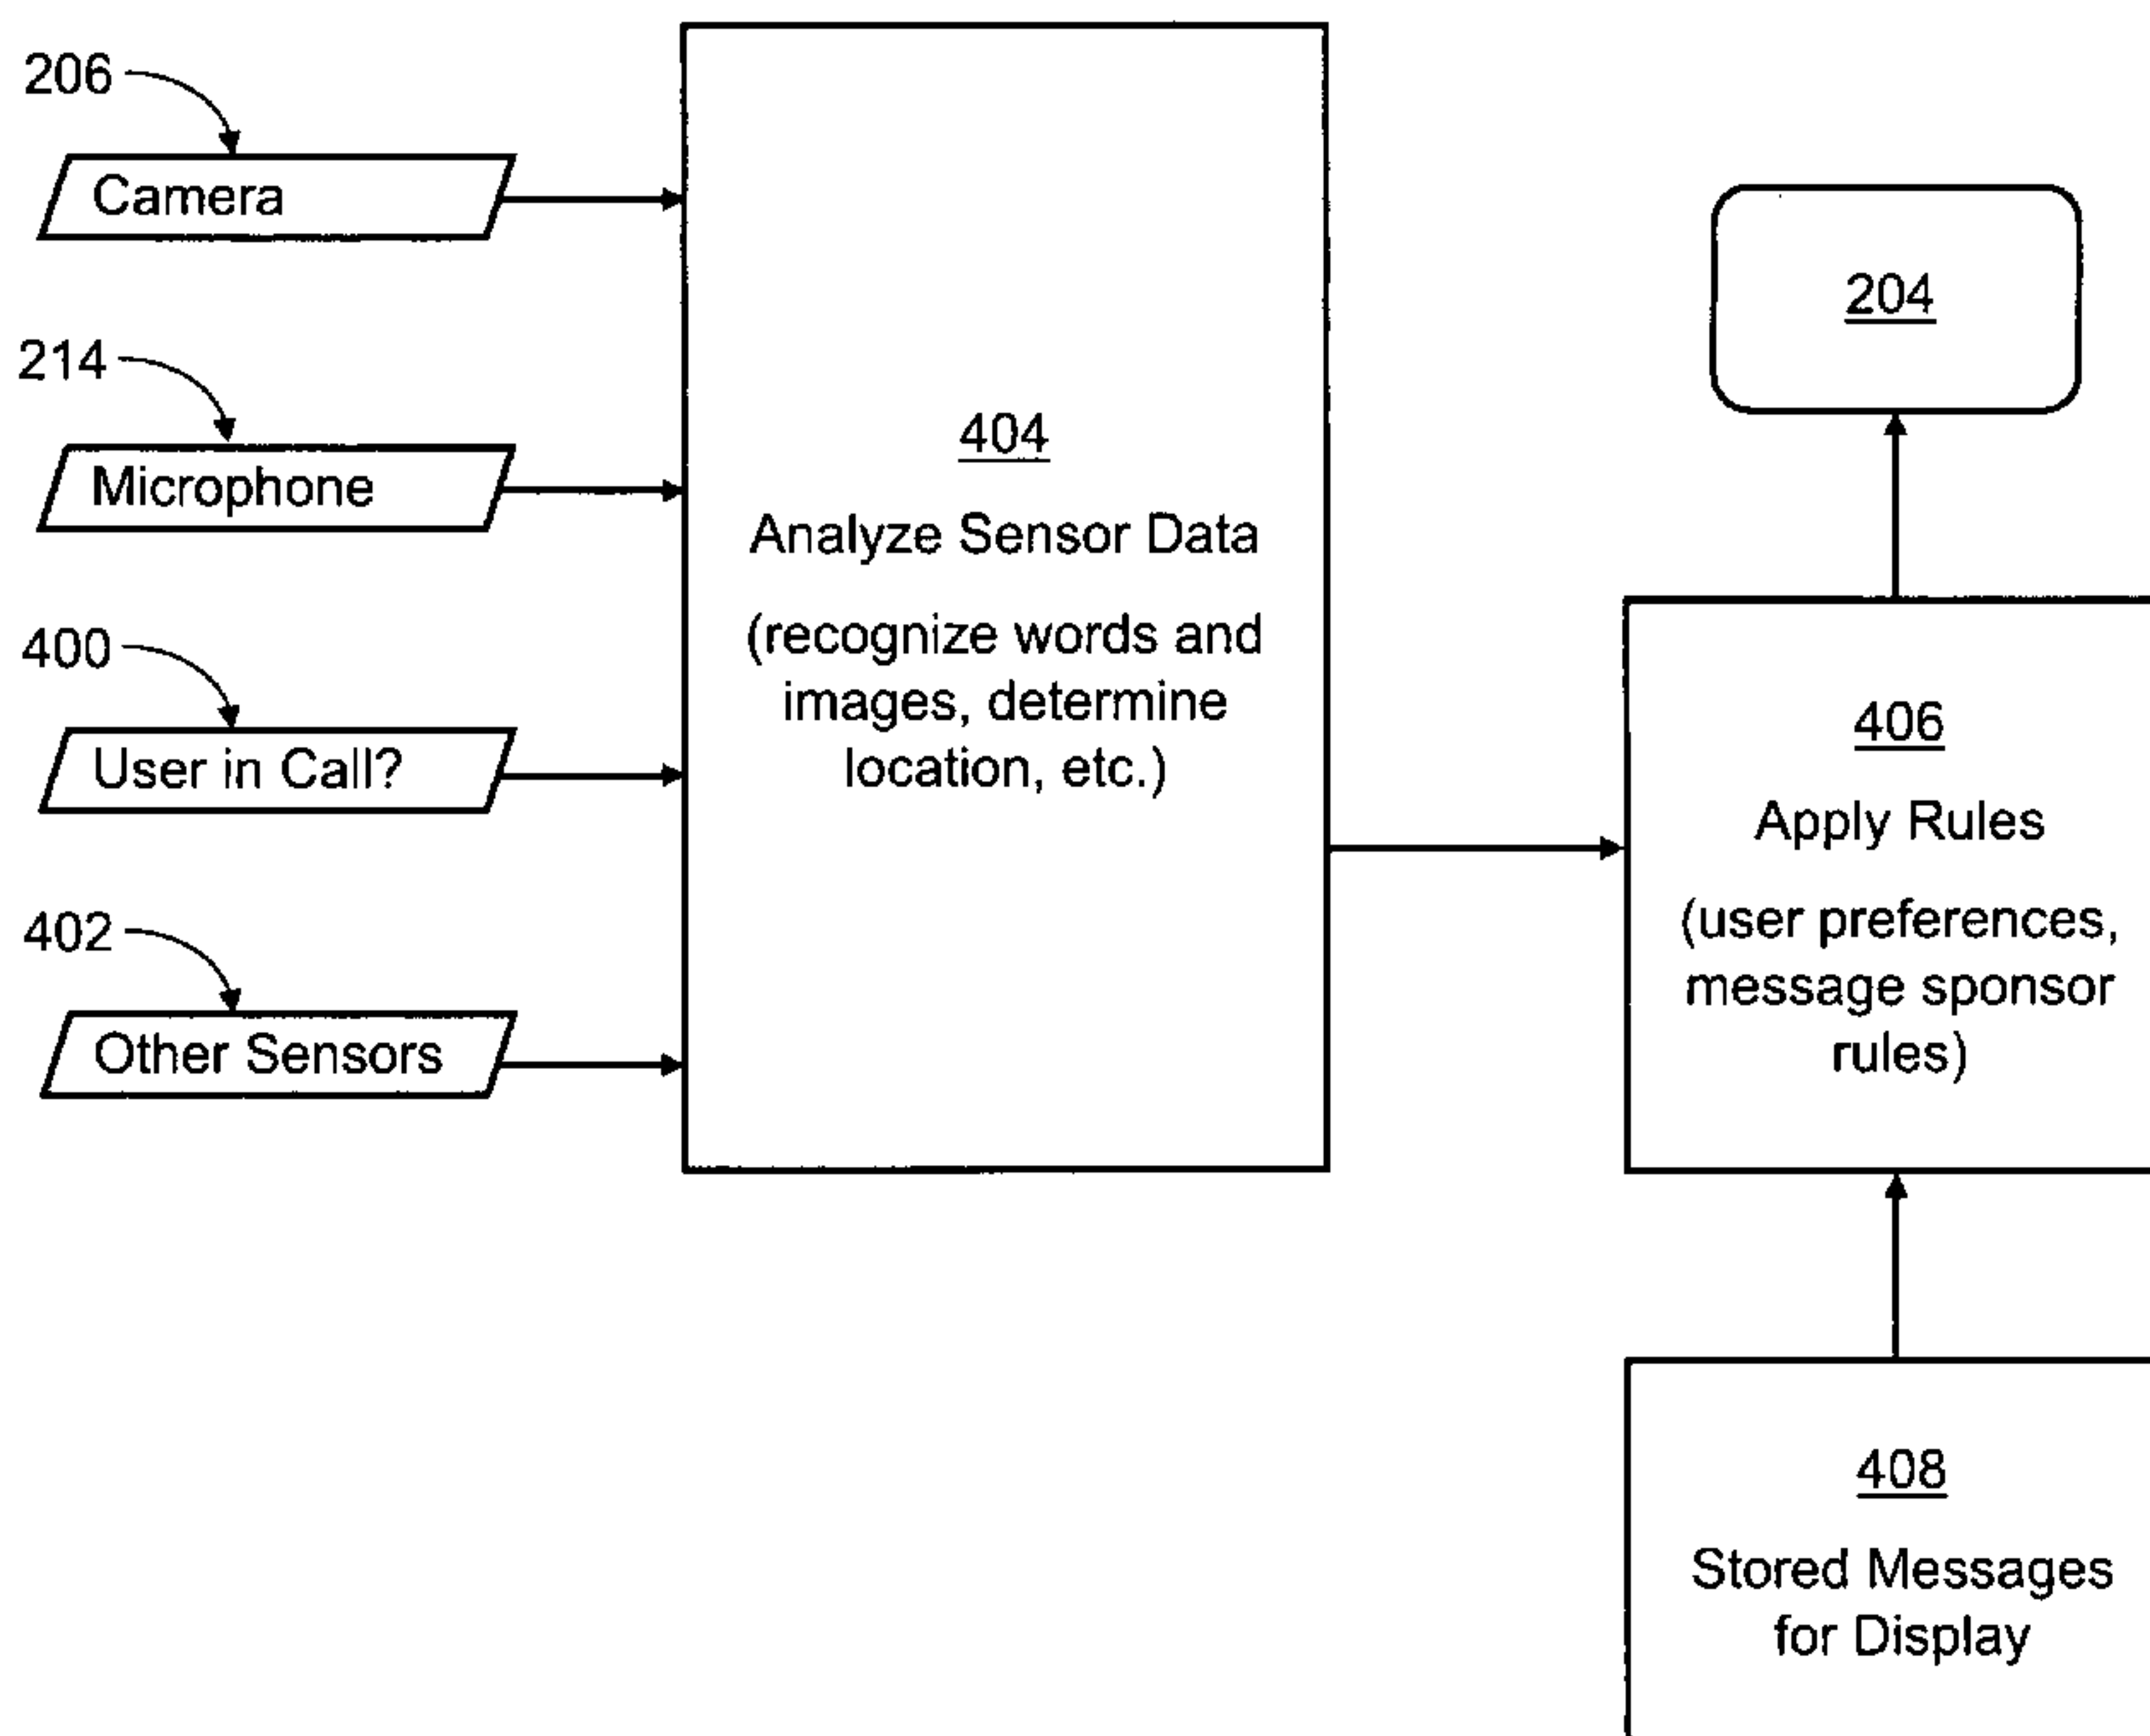 206
Camera
214
Microphone
400
User in Call?
402
Other Sensors
404
Analyze Sensor Data
(recognize words and
images, determine
location, etc.)
204
406
Apply Rules
(user preferences,
message sponsor
rules)
408
Stored Messages
for Display